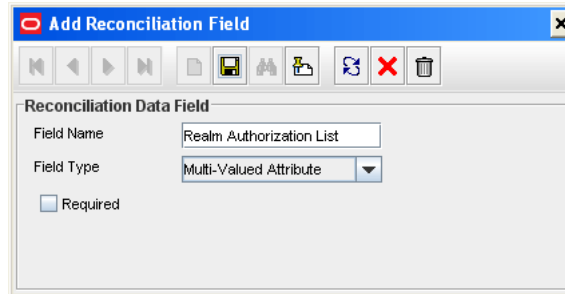 Add Reconciliation Field
Reconciliation Data Field
Field Name Realm Authorization List
Field Type Multi-Valued Attribute
Required